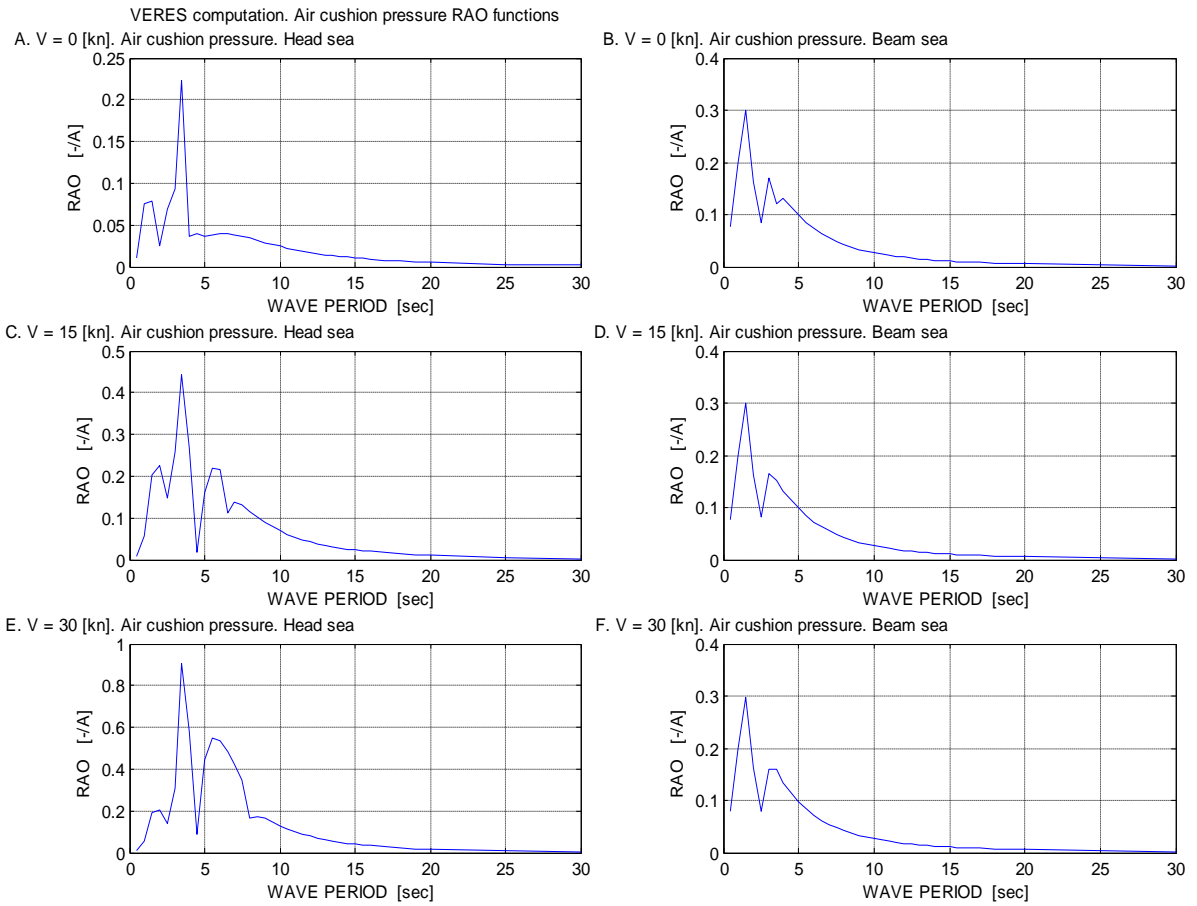 VERES computation. Air cushion pressure RAO functions
A. V = 0 [kn]. Air cushion pressure. Head sea
0.25
0.2
0.15
0.1
0.05
0
RAO [-/A]
0 5 10 15 20 25 30
WAVE PERIOD [sec]
B. V = 0 [kn]. Air cushion pressure. Beam sea
0.4
0.3
0.2
0.1
0
RAO [-/A]
0 5 10 15 20 25 30
WAVE PERIOD [sec]
C. V = 15 [kn]. Air cushion pressure. Head sea
0.5
0.4
0.3
0.2
0.1
0
RAO [-/A]
0 5 10 15 20 25 30
WAVE PERIOD [sec]
D. V = 15 [kn]. Air cushion pressure. Beam sea
0.4
0.3
0.2
0.1
0
RAO [-/A]
0 5 10 15 20 25 30
WAVE PERIOD [sec]
E. V = 30 [kn]. Air cushion pressure. Head sea
1
0.8
0.6
0.4
0.2
0
RAO [-/A]
0 5 10 15 20 25 30
WAVE PERIOD [sec]
F. V = 30 [kn]. Air cushion pressure. Beam sea
0.4
0.3
0.2
0.1
0
RAO [-/A]
0 5 10 15 20 25 30
WAVE PERIOD [sec]